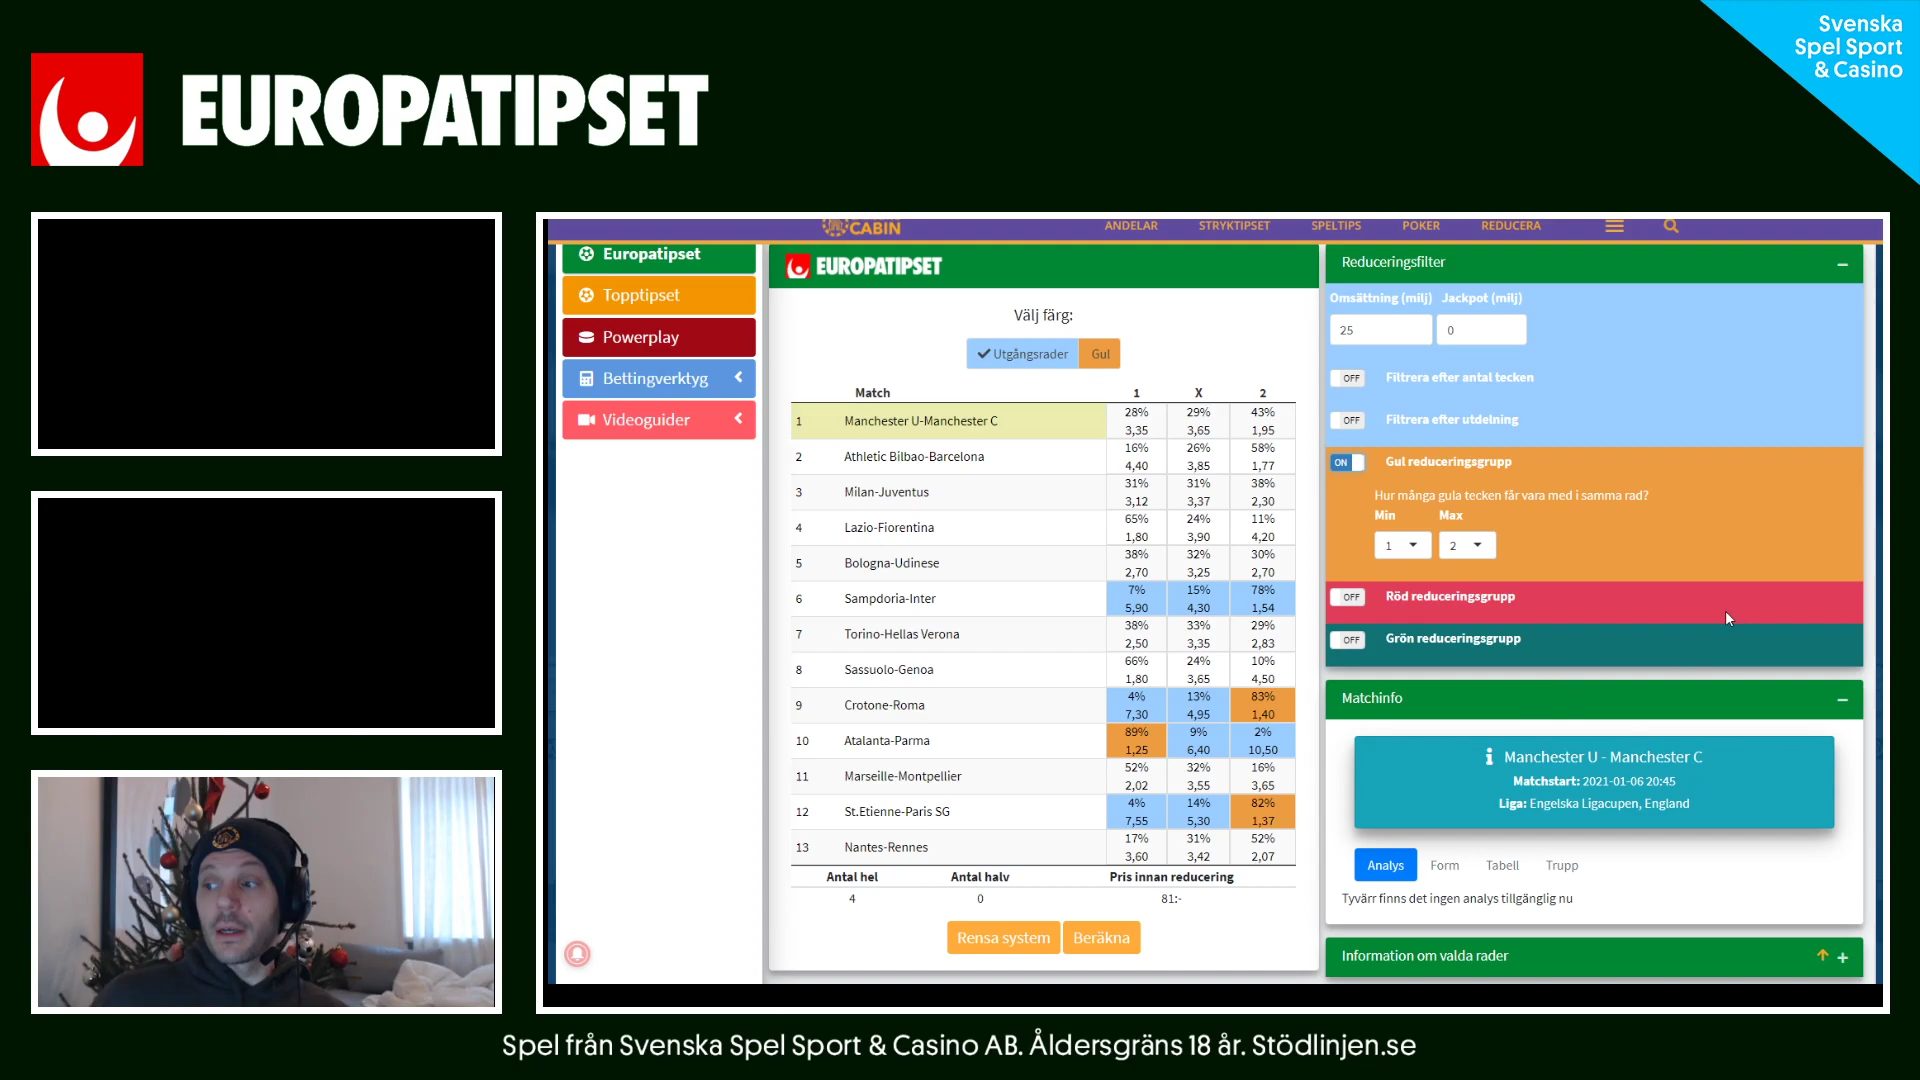 Svenska
Spel Sport
& Casino
EUROPATIPSET
CABIN
ANDELAR STRYKTIPSET SPELTIPS POKER REDUCERA
Europatipset
Topptipset
Powerplay
Bettingverktyg
Videoguider
EUROPATIPSET
Välj färg:
Utgångsrader Gul
Match 1 X 2
1 Manchester U-Manchester C 28% 29% 43%
3,35 3,65 1,95
2 Athletic Bilbao-Barcelona 16% 26% 58%
4,40 3,85 1,77
3 Milan-Juventus 31% 31% 38%
3,12 3,37 2,30
4 Lazio-Fiorentina 65% 24% 11%
1,80 3,90 4,20
5 Bologna-Udinese 38% 32% 30%
2,70 3,25 2,70
6 Sampdoria-Inter 7% 15% 78%
5,90 4,30 1,54
7 Torino-Hellas Verona 38% 33% 29%
2,50 3,35 2,83
8 Sassuolo-Genoa 66% 24% 10%
1,80 3,65 4,50
9 Crotone-Roma 4% 13% 83%
7,30 4,95 1,40
10 Atalanta-Parma 89% 9% 2%
1,25 6,40 10,50
11 Marseille-Montpellier 52% 32% 16%
2,02 3,55 3,65
12 St.Etienne-Paris SG 4% 14% 82%
7,55 5,30 1,37
13 Nantes-Rennes 17% 31% 52%
3,60 3,42 2,07
Antal hel Antal halv Pris innan reducering
4 0 81:-
Rensa system Beräkna
Reduceringsfilter
Omsättning (milj) Jackpot (milj)
25 0
OFF Filtrera efter antal tecken
OFF Filtrera efter utdelning
ON Gul reduceringsgrupp
Hur många gula tecken får vara med i samma rad?
Min Max
1 2
OFF Röd reduceringsgrupp
OFF Grön reduceringsgrupp
Matchinfo
Manchester U - Manchester C
Matchstart: 2021-01-06 20:45
Liga: Engelska Ligacupen, England
Analys Form Tabell Trupp
Tyvärr finns det ingen analys tillgänglig nu
Information om valda rader
Spel från Svenska Spel Sport & Casino AB. Åldersgräns 18 år. Stödlinjen.se